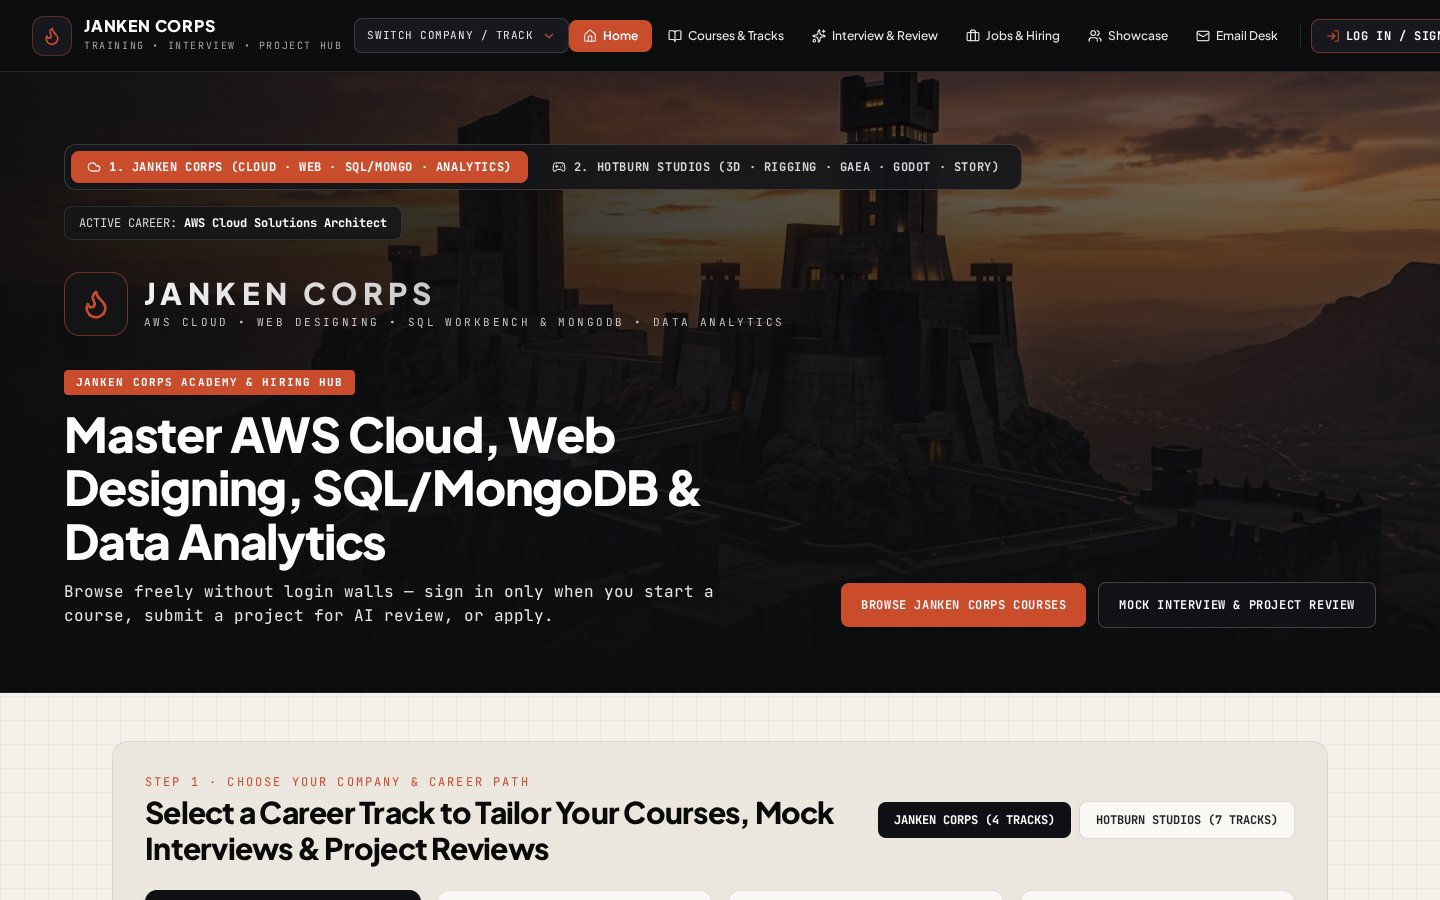 JANKEN CORPS
TRAINING • INTERVIEW • PROJECT HUB
SWITCH COMPANY / TRACK
Home
Courses & Tracks
Interview & Review
Jobs & Hiring
Showcase
Email Desk
LOG IN / SIGN
1. JANKEN CORPS (CLOUD · WEB · SQL/MONGO · ANALYTICS)
2. HOTBURN STUDIOS (3D · RIGGING · GAEA · GODOT · STORY)
ACTIVE CAREER: AWS Cloud Solutions Architect
JANKEN CORPS
AWS CLOUD • WEB DESIGNING • SQL WORKBENCH & MONGODB • DATA ANALYTICS
JANKEN CORPS ACADEMY & HIRING HUB
Master AWS Cloud, Web
Designing, SQL/MongoDB &
Data Analytics
Browse freely without login walls — sign in only when you start a
course, submit a project for AI review, or apply.
BROWSE JANKEN CORPS COURSES
MOCK INTERVIEW & PROJECT REVIEW
STEP 1 · CHOOSE YOUR COMPANY & CAREER PATH
Select a Career Track to Tailor Your Courses, Mock
Interviews & Project Reviews
JANKEN CORPS (4 TRACKS)
HOTBURN STUDIOS (7 TRACKS)